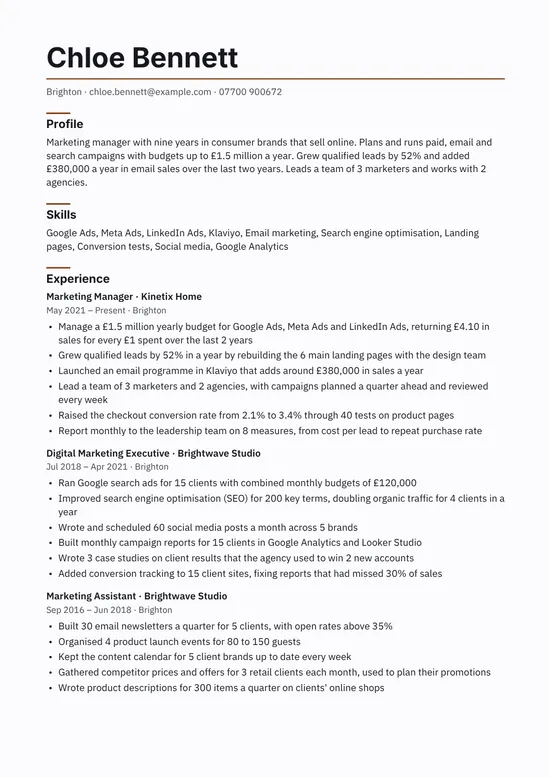 Chloe Bennett
Brighton · chloe.bennett@example.com · 07700 900672
Profile
Marketing manager with nine years in consumer brands that sell online. Plans and runs paid, email and
search campaigns with budgets up to £1.5 million a year. Grew qualified leads by 52% and added
£380,000 a year in email sales over the last two years. Leads a team of 3 marketers and works with 2
agencies.
Skills
Google Ads, Meta Ads, LinkedIn Ads, Klaviyo, Email marketing, Search engine optimisation, Landing
pages, Conversion tests, Social media, Google Analytics
Experience
Marketing Manager · Kinetix Home
May 2021 – Present · Brighton
• Manage a £1.5 million yearly budget for Google Ads, Meta Ads and LinkedIn Ads, returning £4.10 in
sales for every £1 spent over the last 2 years
• Grew qualified leads by 52% in a year by rebuilding the 6 main landing pages with the design team
• Launched an email programme in Klaviyo that adds around £380,000 in sales a year
• Lead a team of 3 marketers and 2 agencies, with campaigns planned a quarter ahead and reviewed
every week
• Raised the checkout conversion rate from 2.1% to 3.4% through 40 tests on product pages
• Report monthly to the leadership team on 8 measures, from cost per lead to repeat purchase rate
Digital Marketing Executive · Brightwave Studio
Jul 2018 – Apr 2021 · Brighton
• Ran Google search ads for 15 clients with combined monthly budgets of £120,000
• Improved search engine optimisation (SEO) for 200 key terms, doubling organic traffic for 4 clients in a
year
• Wrote and scheduled 60 social media posts a month across 5 brands
• Built monthly campaign reports for 15 clients in Google Analytics and Looker Studio
• Wrote 3 case studies on client results that the agency used to win 2 new accounts
• Added conversion tracking to 15 client sites, fixing reports that had missed 30% of sales
Marketing Assistant · Brightwave Studio
Sep 2016 – Jun 2018 · Brighton
• Built 30 email newsletters a quarter for 5 clients, with open rates above 35%
• Organised 4 product launch events for 80 to 150 guests
• Kept the content calendar for 5 client brands up to date every week
• Gathered competitor prices and offers for 3 retail clients each month, used to plan their promotions
• Wrote product descriptions for 300 items a quarter on clients' online shops